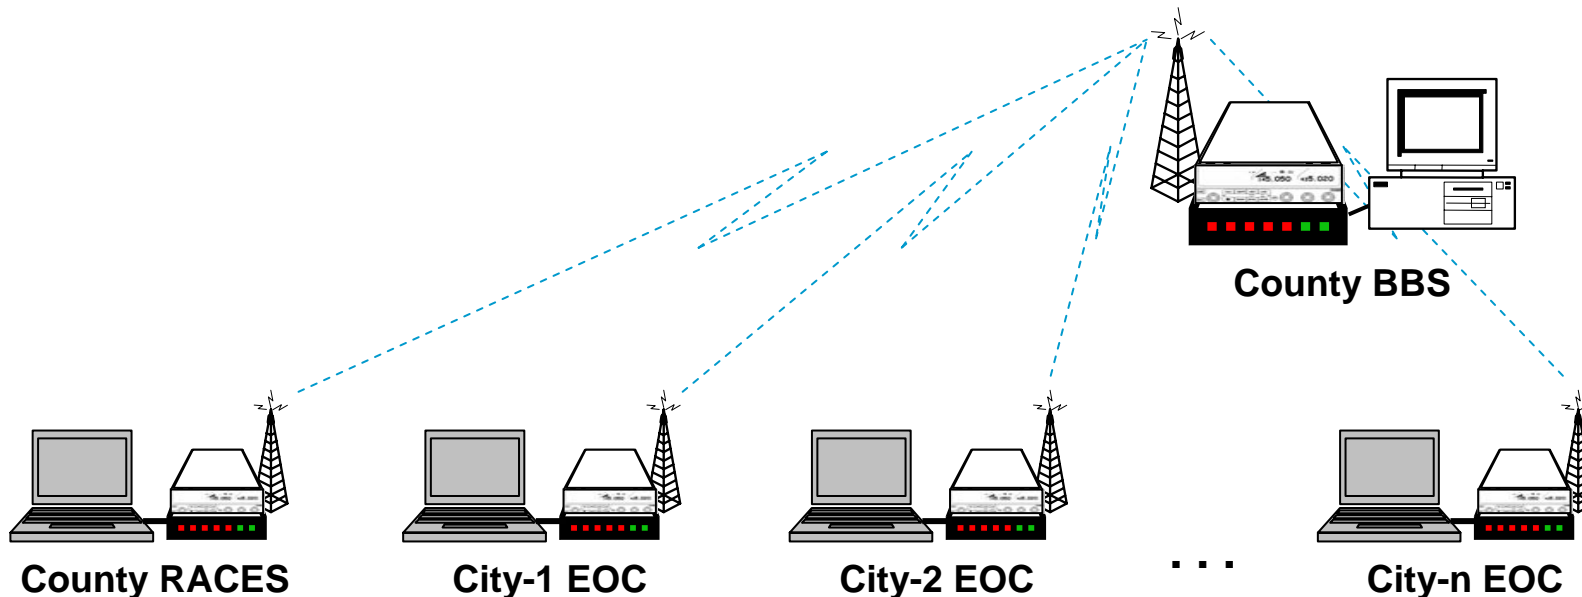 County BBS
County RACES
City-1 EOC
City-2 EOC
. . .
City-n EOC